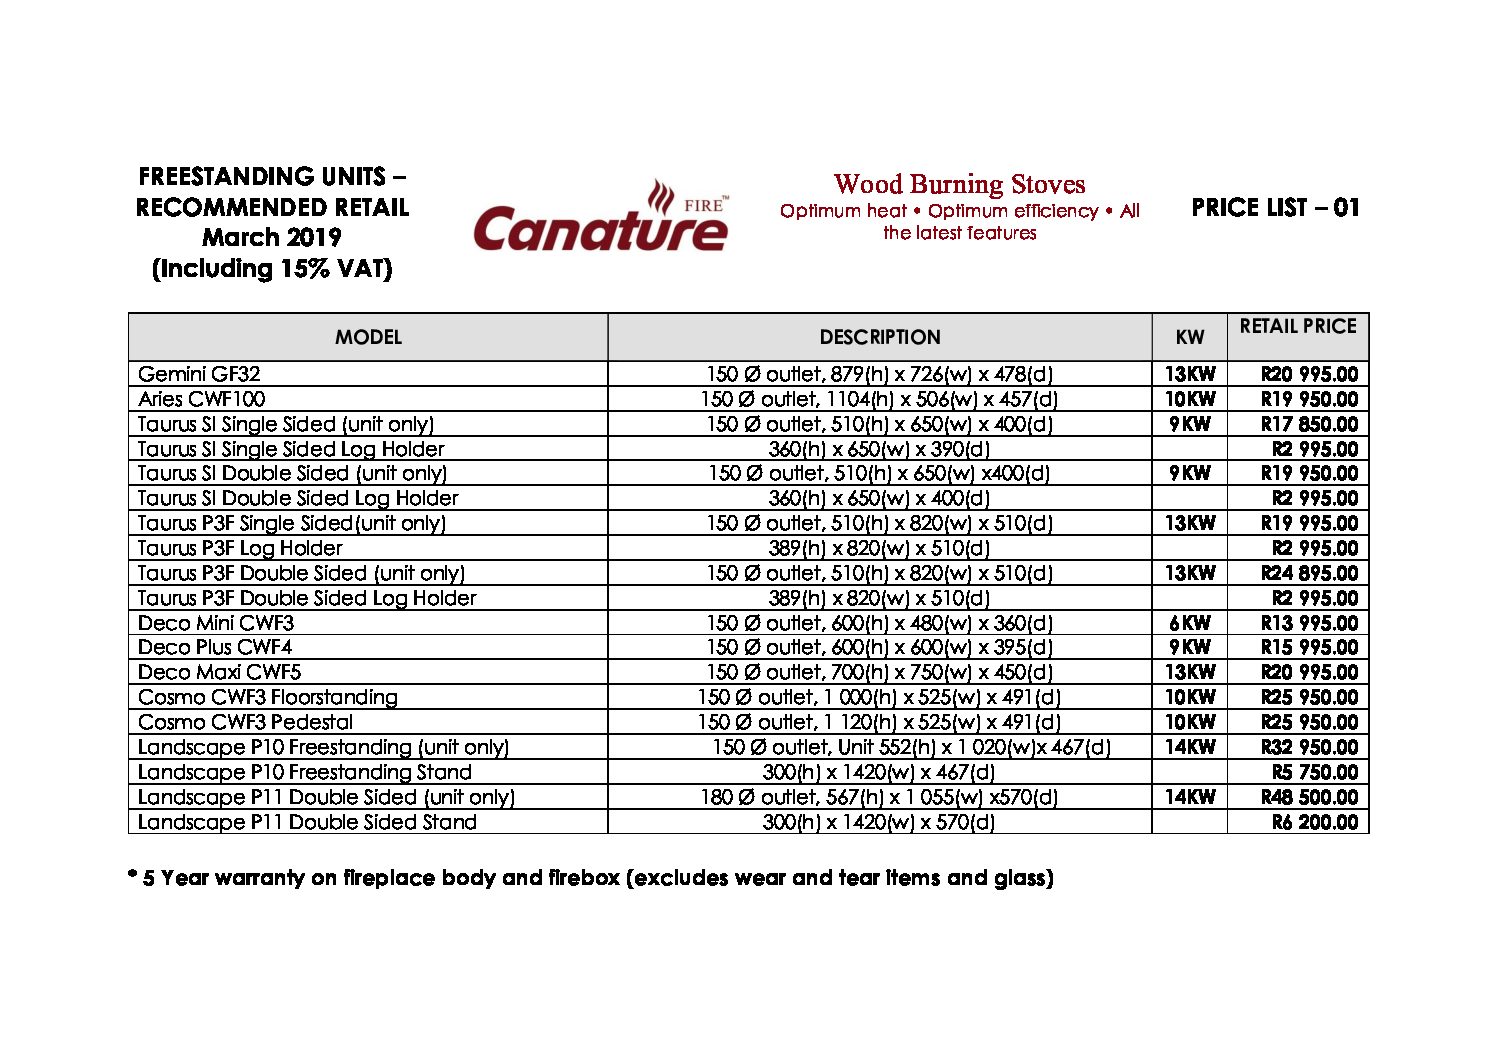 FREESTANDING UNITS –
RECOMMENDED RETAIL
March 2019
(Including 15% VAT)
FIRE™
Canature
Wood Burning Stoves
Optimum heat • Optimum efficiency • All
the latest features
PRICE LIST – 01
MODEL DESCRIPTION KW RETAIL PRICE
Gemini GF32 150 Ø outlet, 879(h) x 726(w) x 478(d) 13KW R20 995.00
Aries CWF100 150 Ø outlet, 1104(h) x 506(w) x 457(d) 10KW R19 950.00
Taurus SI Single Sided (unit only) 150 Ø outlet, 510(h) x 650(w) x 400(d) 9KW R17 850.00
Taurus SI Single Sided Log Holder 360(h) x 650(w) x 390(d) R2 995.00
Taurus SI Double Sided (unit only) 150 Ø outlet, 510(h) x 650(w) x400(d) 9KW R19 950.00
Taurus SI Double Sided Log Holder 360(h) x 650(w) x 400(d) R2 995.00
Taurus P3F Single Sided(unit only) 150 Ø outlet, 510(h) x 820(w) x 510(d) 13KW R19 995.00
Taurus P3F Log Holder 389(h) x 820(w) x 510(d) R2 995.00
Taurus P3F Double Sided (unit only) 150 Ø outlet, 510(h) x 820(w) x 510(d) 13KW R24 895.00
Taurus P3F Double Sided Log Holder 389(h) x 820(w) x 510(d) R2 995.00
Deco Mini CWF3 150 Ø outlet, 600(h) x 480(w) x 360(d) 6KW R13 995.00
Deco Plus CWF4 150 Ø outlet, 600(h) x 600(w) x 395(d) 9KW R15 995.00
Deco Maxi CWF5 150 Ø outlet, 700(h) x 750(w) x 450(d) 13KW R20 995.00
Cosmo CWF3 Floorstanding 150 Ø outlet, 1 000(h) x 525(w) x 491(d) 10KW R25 950.00
Cosmo CWF3 Pedestal 150 Ø outlet, 1 120(h) x 525(w) x 491(d) 10KW R25 950.00
Landscape P10 Freestanding (unit only) 150 Ø outlet, Unit 552(h) x 1 020(w)x 467(d) 14KW R32 950.00
Landscape P10 Freestanding Stand 300(h) x 1420(w) x 467(d) R5 750.00
Landscape P11 Double Sided (unit only) 180 Ø outlet, 567(h) x 1 055(w) x570(d) 14KW R48 500.00
Landscape P11 Double Sided Stand 300(h) x 1420(w) x 570(d) R6 200.00
* 5 Year warranty on fireplace body and firebox (excludes wear and tear items and glass)